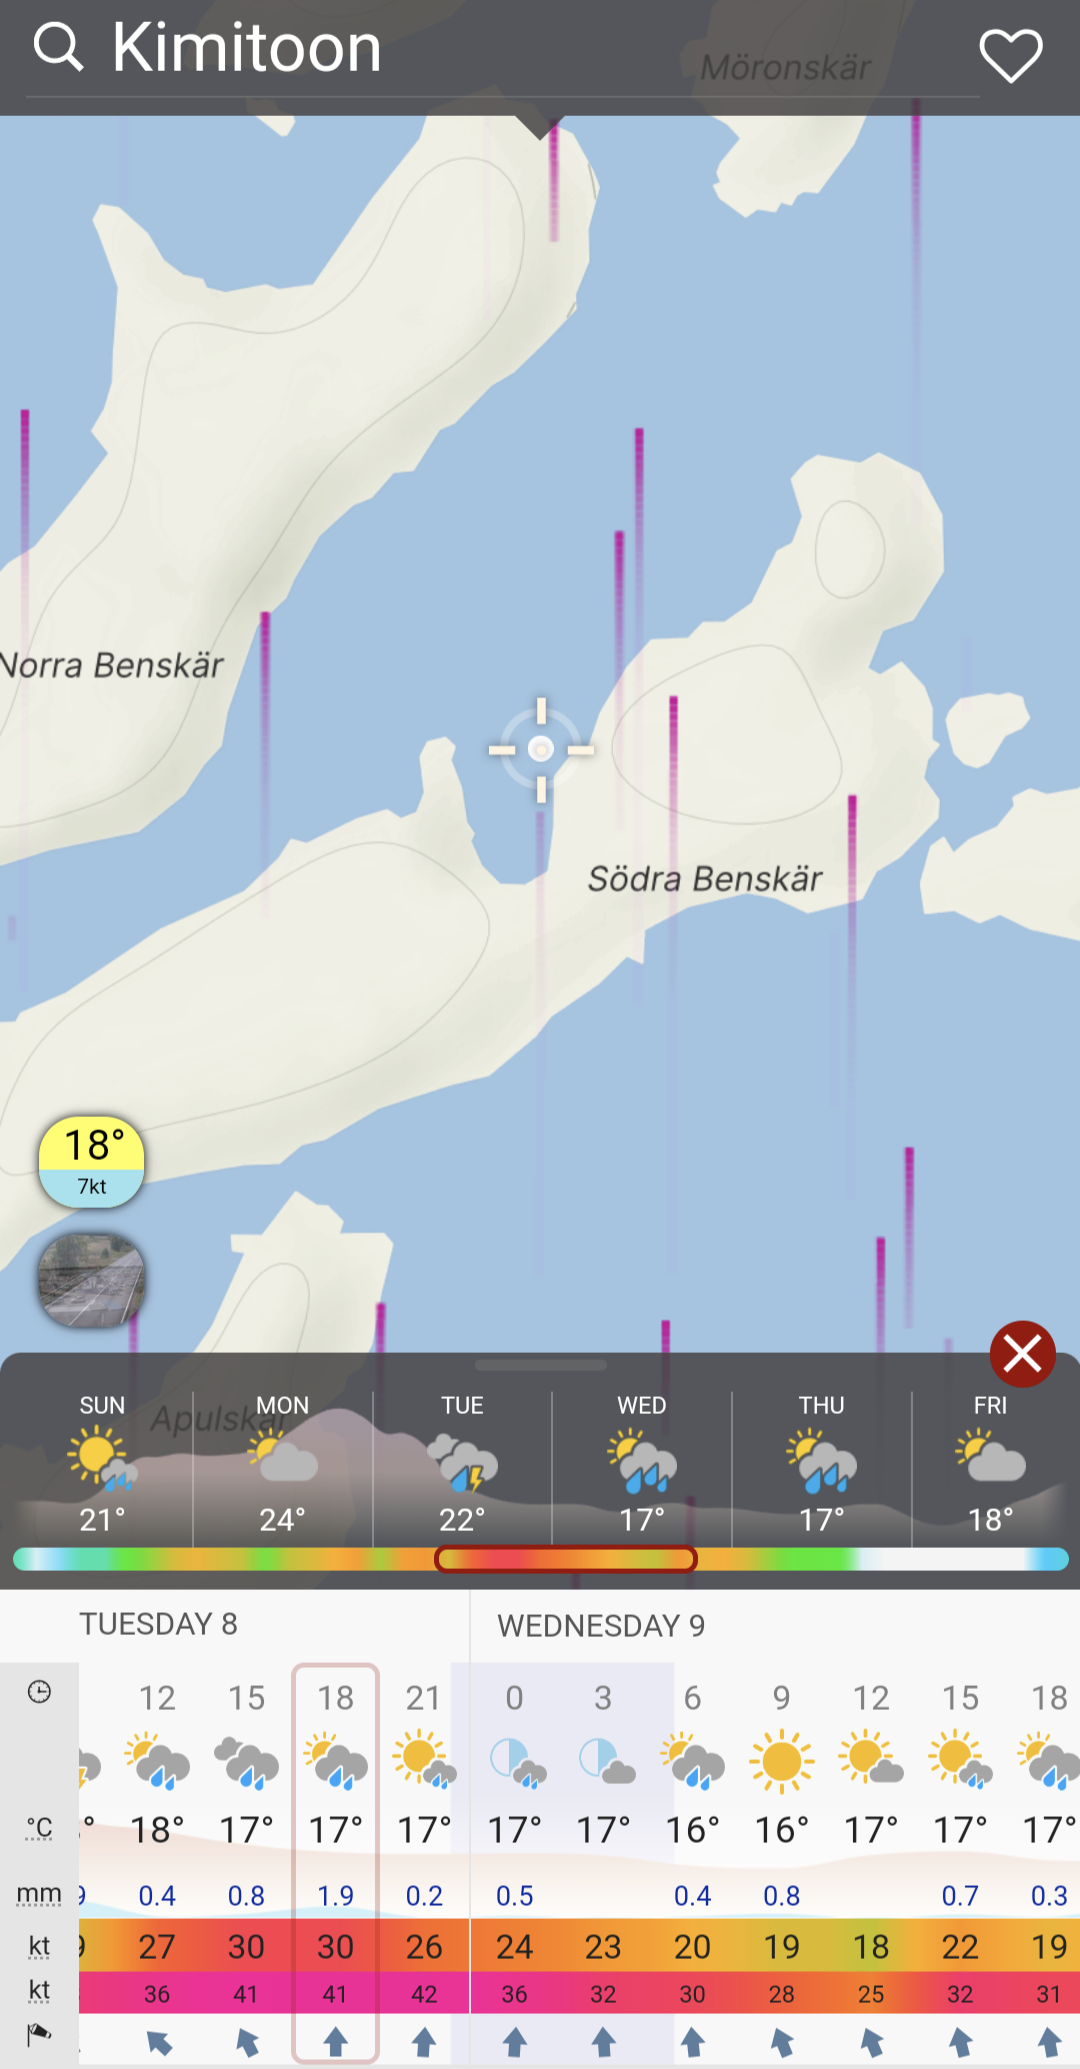 Kimitoon
Möronskär
Norra Benskär
Södra Benskär
18°
7kt
Apulskär
SUN MON TUE WED THU FRI
21° 24° 22° 17° 17° 18°
TUESDAY 8 WEDNESDAY 9
12 15 18 21 0 3 6 9 12 15 18
°C ° 18° 17° 17° 17° 17° 17° 16° 16° 17° 17° 17°
mm 9 0.4 0.8 1.9 0.2 0.5 0.4 0.8 0.7 0.3
kt 9 27 30 30 26 24 23 20 19 18 22 19
kt 36 41 41 42 36 32 30 28 25 32 31